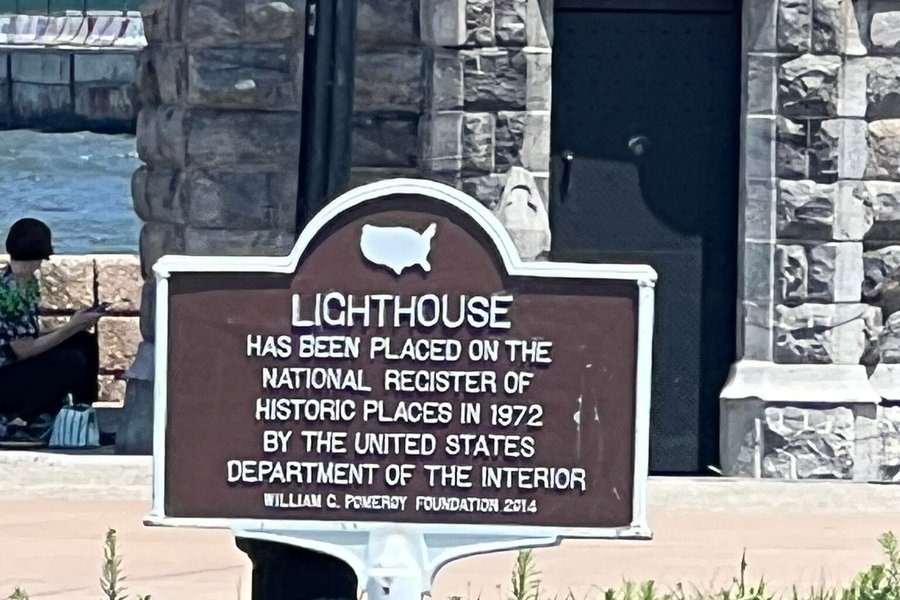 LIGHTHOUSE
HAS BEEN PLACED ON THE
NATIONAL REGISTER OF
HISTORIC PLACES IN 1972
BY THE UNITED STATES
DEPARTMENT OF THE INTERIOR
WILLIAM G. POMEROY FOUNDATION 2014